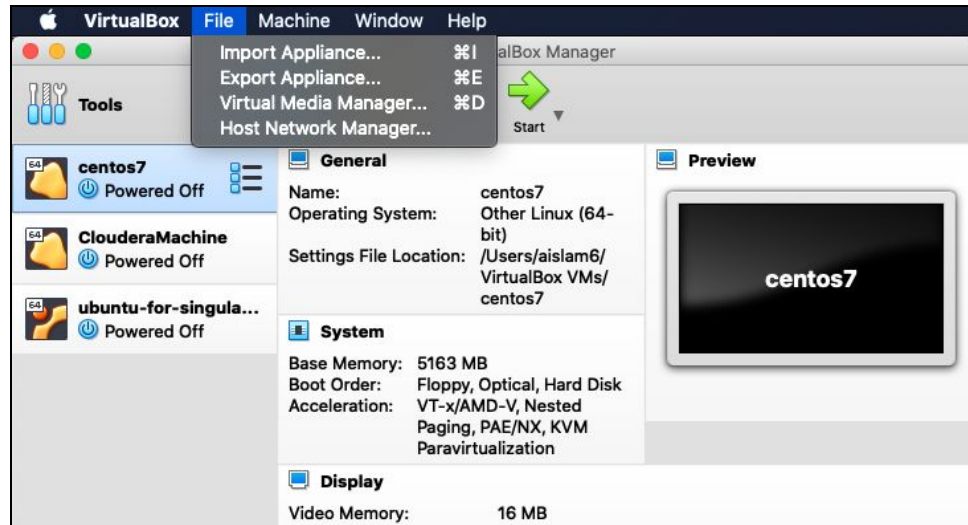 VirtualBox File Machine Window Help
Import Appliance... ⌘I
Export Appliance... ⌘E
Virtual Media Manager... ⌘D
Host Network Manager...
alBox Manager
Tools
Start
64
centos7
Powered Off
64
ClouderaMachine
Powered Off
64
ubuntu-for-singula...
Powered Off
General
Name: centos7
Operating System: Other Linux (64-
bit)
Settings File Location: /Users/aislam6/
VirtualBox VMs/
centos7
System
Base Memory: 5163 MB
Boot Order: Floppy, Optical, Hard Disk
Acceleration: VT-x/AMD-V, Nested
Paging, PAE/NX, KVM
Paravirtualization
Display
Video Memory: 16 MB
Preview
centos7